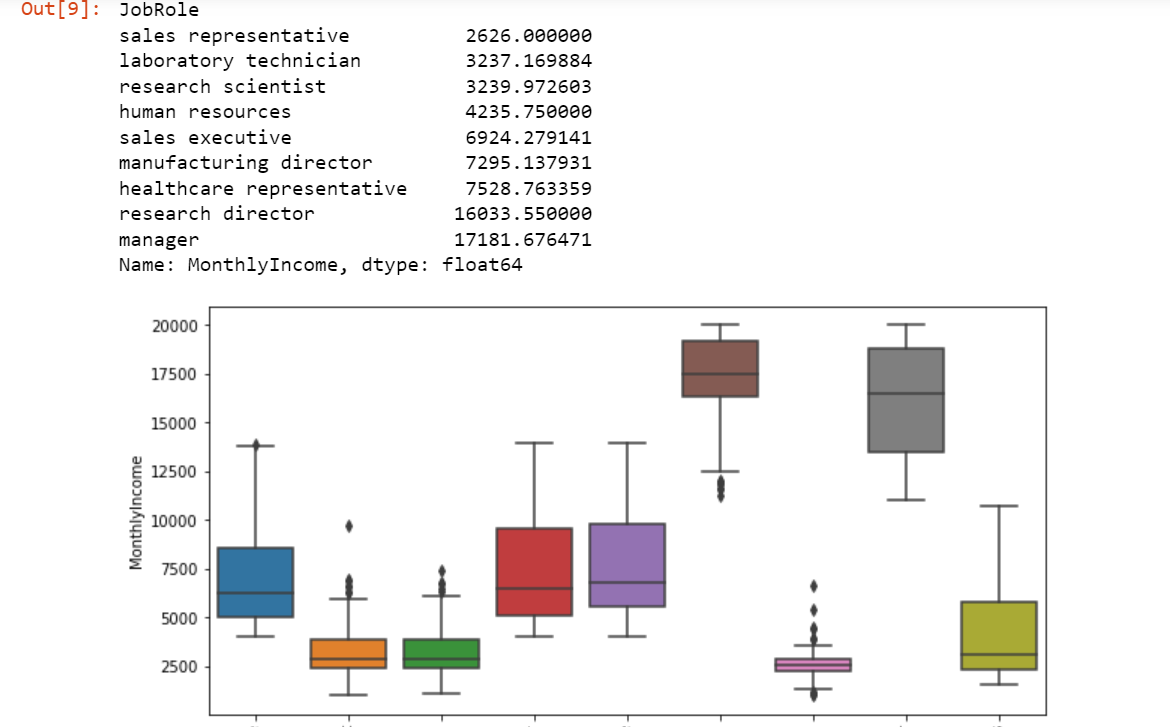 Out[9]: JobRole
sales representative 2626.000000
laboratory technician 3237.169884
research scientist 3239.972603
human resources 4235.750000
sales executive 6924.279141
manufacturing director 7295.137931
healthcare representative 7528.763359
research director 16033.550000
manager 17181.676471
Name: MonthlyIncome, dtype: float64
20000
17500
15000
12500
10000
7500
5000
2500
MonthlyIncome